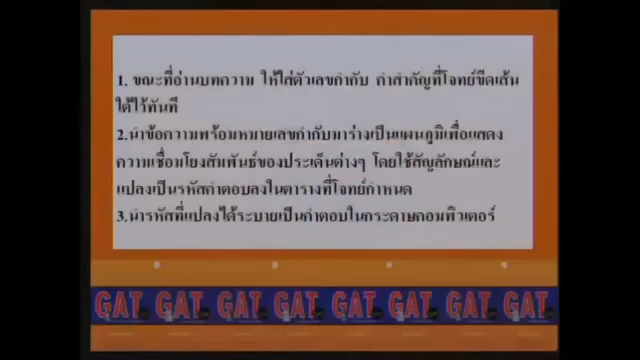 1. ขณะที่อ่านบทความ ให้ใส่ตัวเลขกำกับ คำสำคัญที่โจทย์ขีดเส้น
ใต้ไว้ทันที
2.นำข้อความพร้อมหมายเลขกำกับมาร่างเป็นแผนภูมิเพื่อแสดง
ความเชื่อมโยงสัมพันธ์ของประเด็นต่างๆ โดยใช้สัญลักษณ์และ
แปลงเป็นรหัสคำตอบลงในตารางที่โจทย์กำหนด
3.นำรหัสที่แปลงได้ระบายเป็นคำตอบในกระดาษคอมพิวเตอร์
GAT GAT GAT GAT GAT GAT GAT GAT